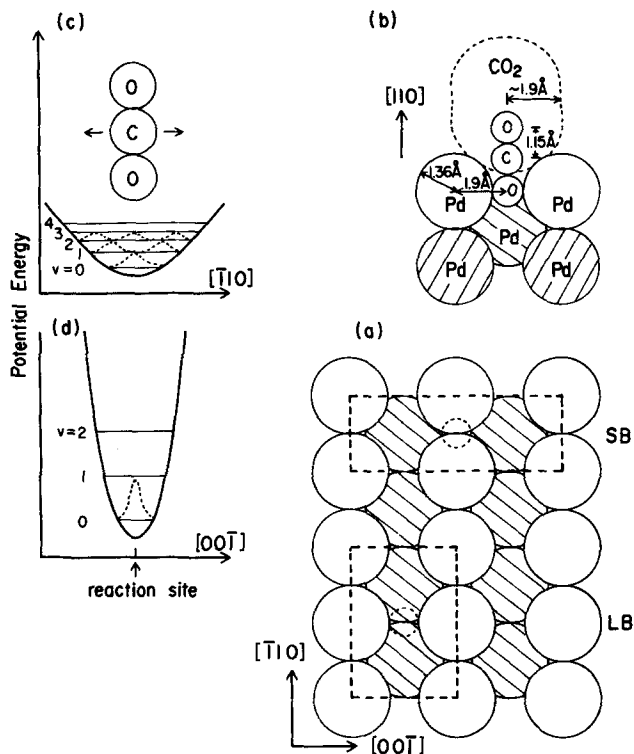 (c)
O
C
O
4
3
2
1
v=0
[1̄10]
Potential Energy
(d)
v=2
1
0
[001̄]
reaction site
(b)
CO₂
~1.9Å
[110]
O
C
O
1.15Å
1.36Å
1.9Å
Pd
Pd
Pd
Pd
Pd
(a)
SB
LB
[1̄10]
[001̄]